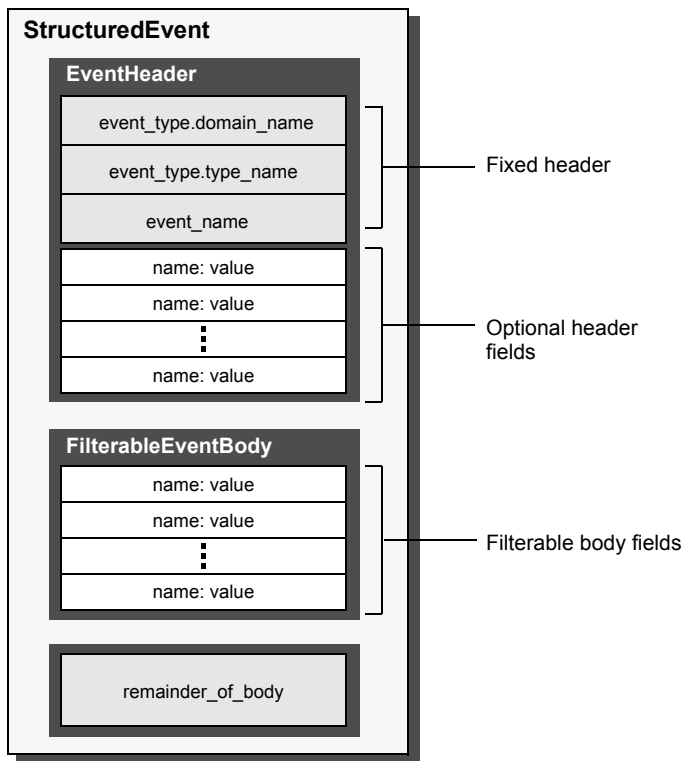 StructuredEvent
EventHeader
event_type.domain_name
event_type.type_name
event_name
Fixed header
name: value
name: value
name: value
Optional header
fields
FilterableEventBody
name: value
name: value
name: value
Filterable body fields
remainder_of_body